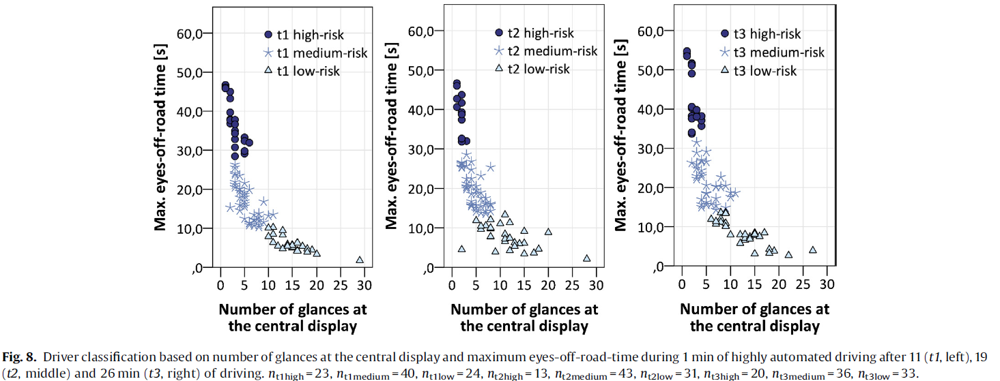 Max. eyes-off-road time [s]
60,0
50,0
40,0
30,0
20,0
10,0
,0
t1 high-risk
t1 medium-risk
t1 low-risk
0 5 10 15 20 25 30
Number of glances at
the central display
Max. eyes-off-road time [s]
60,0
50,0
40,0
30,0
20,0
10,0
,0
t2 high-risk
t2 medium-risk
t2 low-risk
0 5 10 15 20 25 30
Number of glances at
the central display
Max. eyes-off-road time [s]
60,0
50,0
40,0
30,0
20,0
10,0
,0
t3 high-risk
t3 medium-risk
t3 low-risk
0 5 10 15 20 25 30
Number of glances at
the central display
Fig. 8. Driver classification based on number of glances at the central display and maximum eyes-off-road-time during 1 min of highly automated driving after 11 (t1, left), 19
(t2, middle) and 26 min (t3, right) of driving. nt1high = 23, nt1medium = 40, nt1low = 24, nt2high = 13, nt2medium = 43, nt2low = 31, nt3high = 20, nt3medium = 36, nt3low = 33.